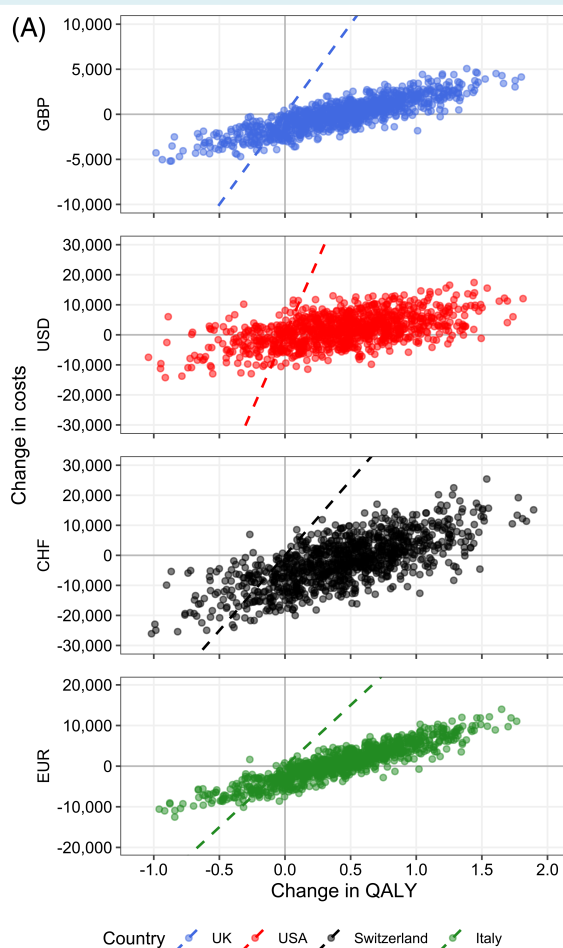 (A)
Change in costs
GBP
10,000
5,000
0
-5,000
-10,000
USD
30,000
20,000
10,000
0
-10,000
-20,000
-30,000
CHF
30,000
20,000
10,000
0
-10,000
-20,000
-30,000
EUR
20,000
10,000
0
-10,000
-20,000
-1.0 -0.5 0.0 0.5 1.0 1.5 2.0
Change in QALY
Country UK USA Switzerland Italy